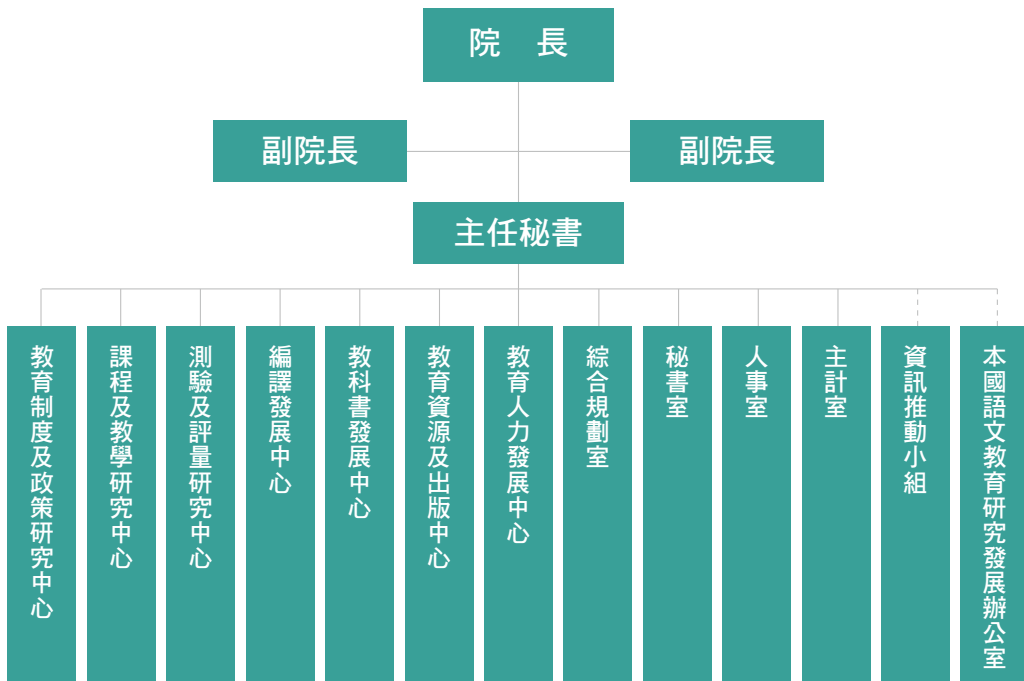 院　長
副院長
副院長
主任秘書
教育制度及政策研究中心
課程及教學研究中心
測驗及評量研究中心
編譯發展中心
教科書發展中心
教育資源及出版中心
教育人力發展中心
綜合規劃室
秘書室
人事室
主計室
資訊推動小組
本國語文教育研究發展辦公室